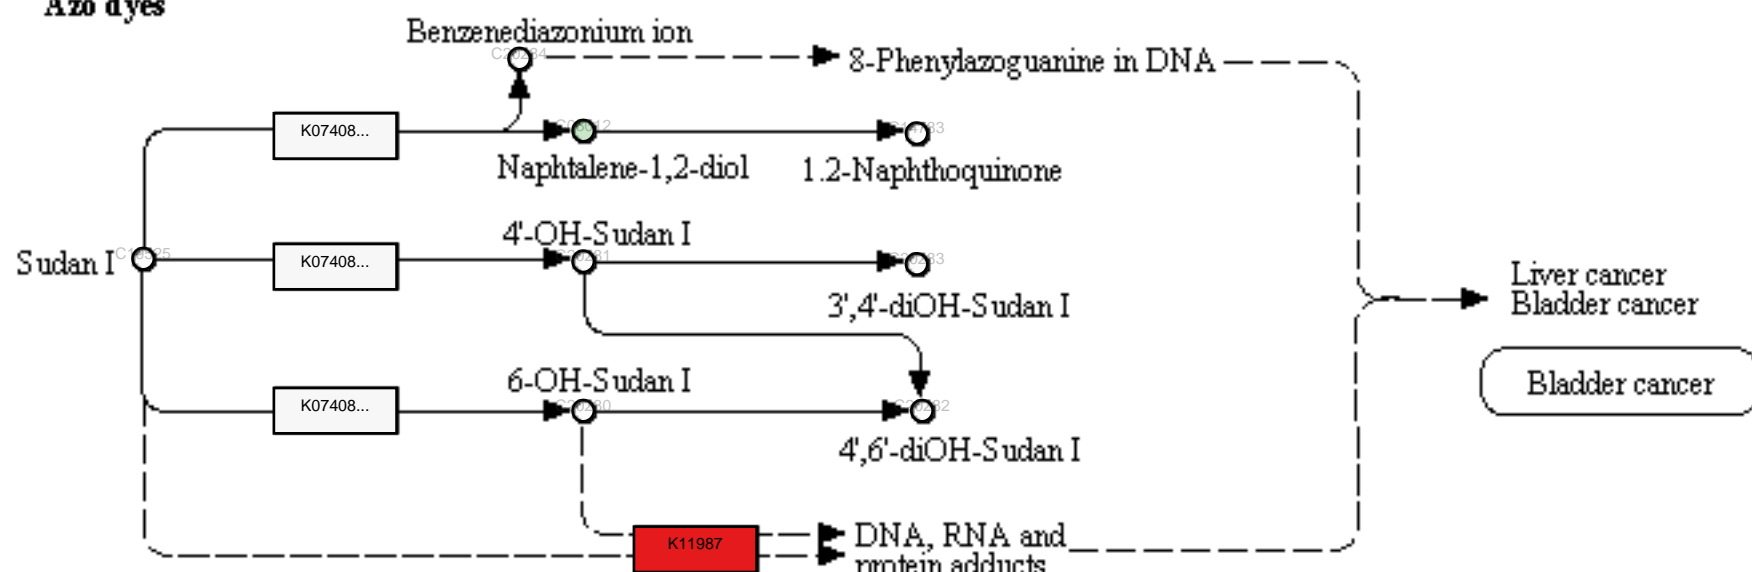 Azo dyes
Benzenediazonium ion
8-Phenylazoguanine in DNA
K07408...
Naphtalene-1,2-diol
1.2-Naphthoquinone
4'-OH-Sudan I
Sudan I
K07408...
3',4'-diOH-Sudan I
Liver cancer
Bladder cancer
6-OH-Sudan I
Bladder cancer
K07408...
4',6'-diOH-Sudan I
K11987
DNA, RNA and
protein adducts